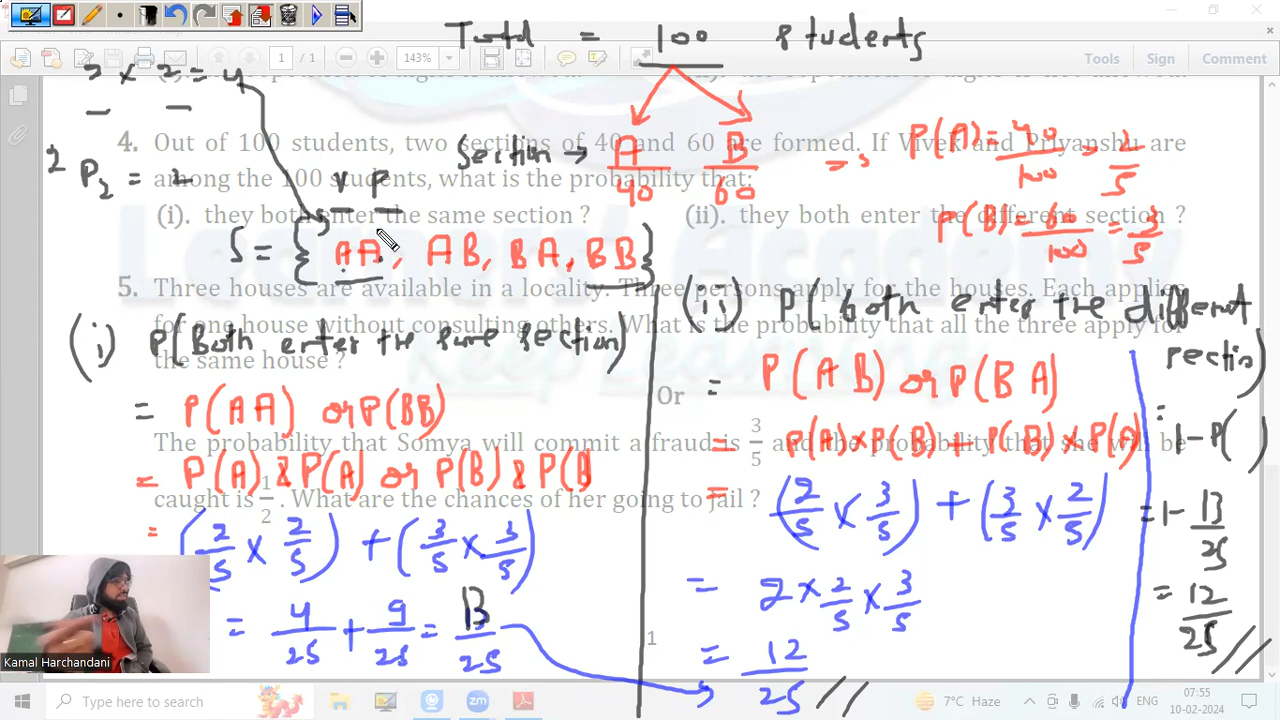 Total = 100 students
1 / 1
143%
Tools Sign Comment
2 x 2 = 4
4. Out of 100 students, two sections of 40 and 60 are formed. If Vivek and Priyanshu are
among the 100 students, what is the probability that:
(i). they both enter the same section ? (ii). they both enter the different section ?
Section → A B
40 60
=> P(A) = 40/100 = 2/5
P(B) = 60/100 = 3/5
2P2 = 2
V P
S = { AA, AB, BA, BB }
5. Three houses are available in a locality. Three persons apply for the houses. Each applies
for one house without consulting others. What is the probability that all the three apply for
the same house ?
Or
The probability that Somya will commit a fraud is 3/5 and the probability that she will be
caught is 1/2 . What are the chances of her going to jail ?
(i) P(Both enter the same section)
= P(AA) or P(BB)
= P(A) & P(A) or P(B) & P(B
= (2/5 x 2/5) + (3/5 x 3/5)
= 4/25 + 9/25 = 13/25
(ii) P( both enter the different
section)
= P(AB) or P(BA)
= P(A) x P(B) + P(B) x P(A)
= (2/5 x 3/5) + (3/5 x 2/5)
= 2 x 2/5 x 3/5
= 12/25 //
= 1 - P( )
= 1 - 13/25
= 12/25 //
1
Kamal Harchandani
Type here to search
zm
7°C Haze
ENG
07:55
10-02-2024